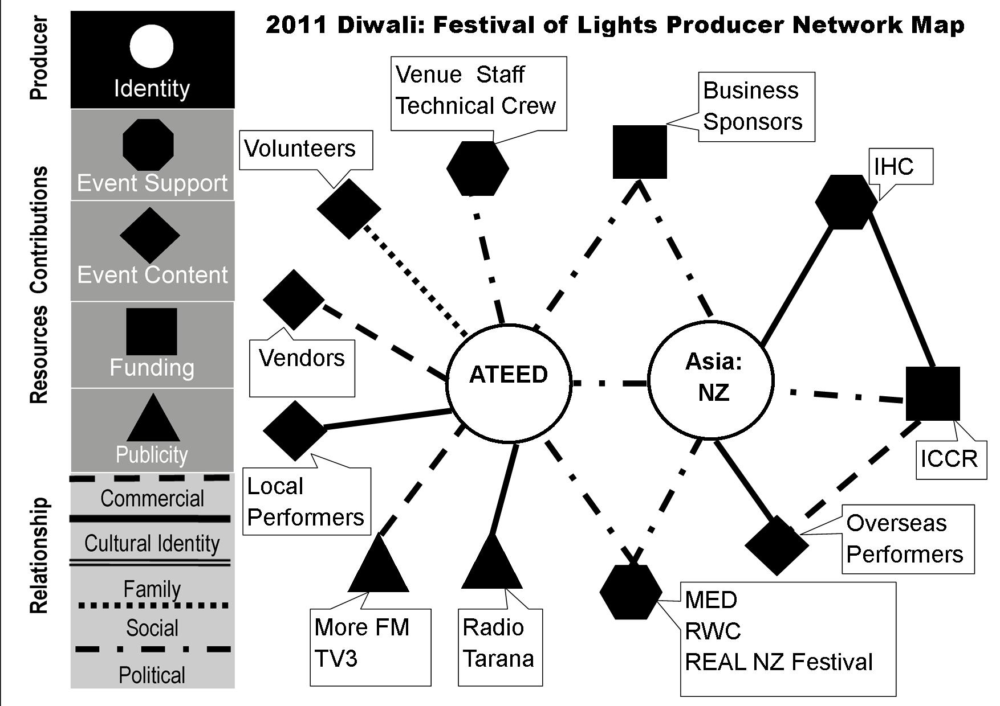 2011 Diwali: Festival of Lights Producer Network Map
Producer
Identity
Resources Contributions
Event Support
Event Content
Funding
Publicity
Relationship
Commercial
Cultural Identity
Family
Social
Political
Venue Staff
Technical Crew
Business
Sponsors
Volunteers
IHC
Vendors
ATEED
Asia:
NZ
ICCR
Local
Performers
Overseas
Performers
More FM
TV3
Radio
Tarana
MED
RWC
REAL NZ Festival